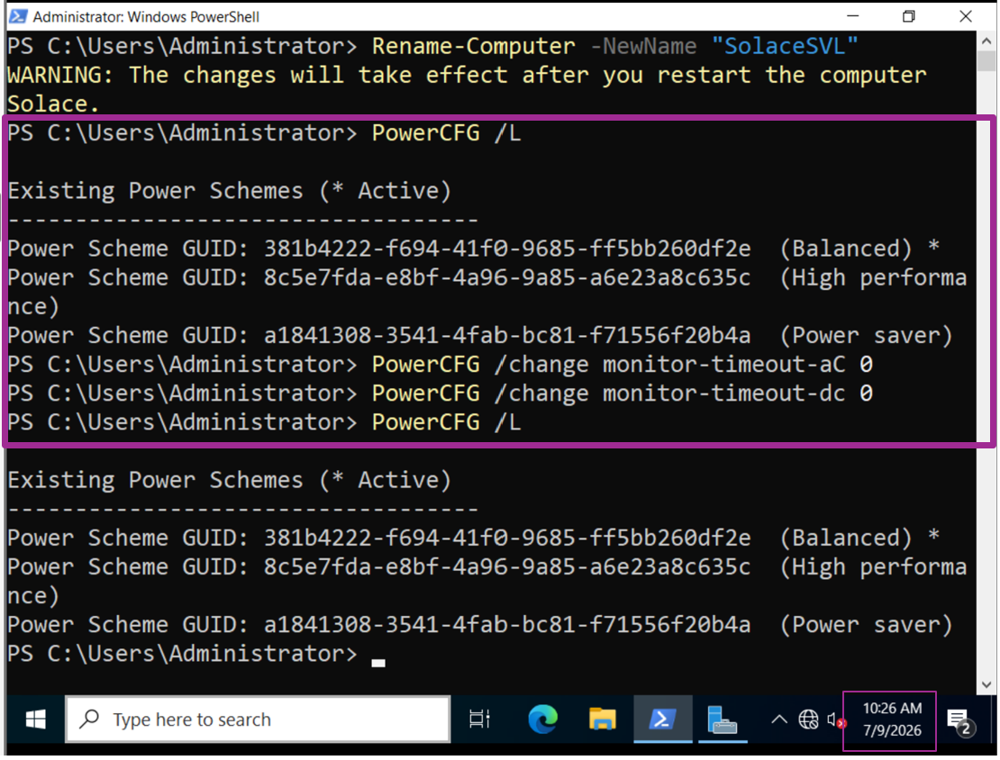 Administrator: Windows PowerShell
PS C:\Users\Administrator> Rename-Computer -NewName "SolaceSVL"
WARNING: The changes will take effect after you restart the computer
Solace.
PS C:\Users\Administrator> PowerCFG /L
Existing Power Schemes (* Active)
-----------------------------------
Power Scheme GUID: 381b4222-f694-41f0-9685-ff5bb260df2e  (Balanced) *
Power Scheme GUID: 8c5e7fda-e8bf-4a96-9a85-a6e23a8c635c  (High performa
nce)
Power Scheme GUID: a1841308-3541-4fab-bc81-f71556f20b4a  (Power saver)
PS C:\Users\Administrator> PowerCFG /change monitor-timeout-aC 0
PS C:\Users\Administrator> PowerCFG /change monitor-timeout-dc 0
PS C:\Users\Administrator> PowerCFG /L
Existing Power Schemes (* Active)
-----------------------------------
Power Scheme GUID: 381b4222-f694-41f0-9685-ff5bb260df2e  (Balanced) *
Power Scheme GUID: 8c5e7fda-e8bf-4a96-9a85-a6e23a8c635c  (High performa
nce)
Power Scheme GUID: a1841308-3541-4fab-bc81-f71556f20b4a  (Power saver)
PS C:\Users\Administrator>
Type here to search
10:26 AM
7/9/2026
2